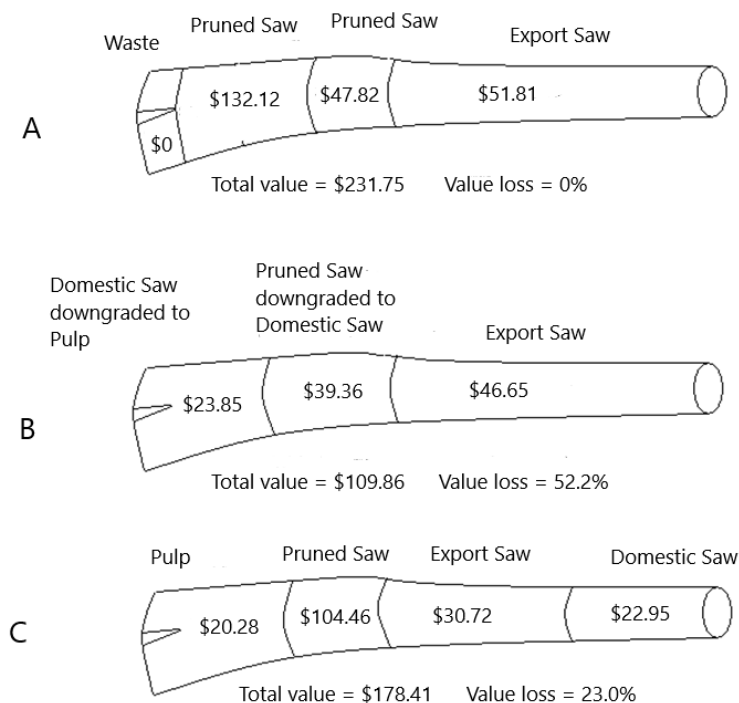 Waste
Pruned Saw
Pruned Saw
Export Saw
A
$0
$132.12
$47.82
$51.81
Total value = $231.75
Value loss = 0%
Domestic Saw
downgraded to
Pulp
Pruned Saw
downgraded to
Domestic Saw
Export Saw
B
$23.85
$39.36
$46.65
Total value = $109.86
Value loss = 52.2%
Pulp
Pruned Saw
Export Saw
Domestic Saw
C
$20.28
$104.46
$30.72
$22.95
Total value = $178.41
Value loss = 23.0%